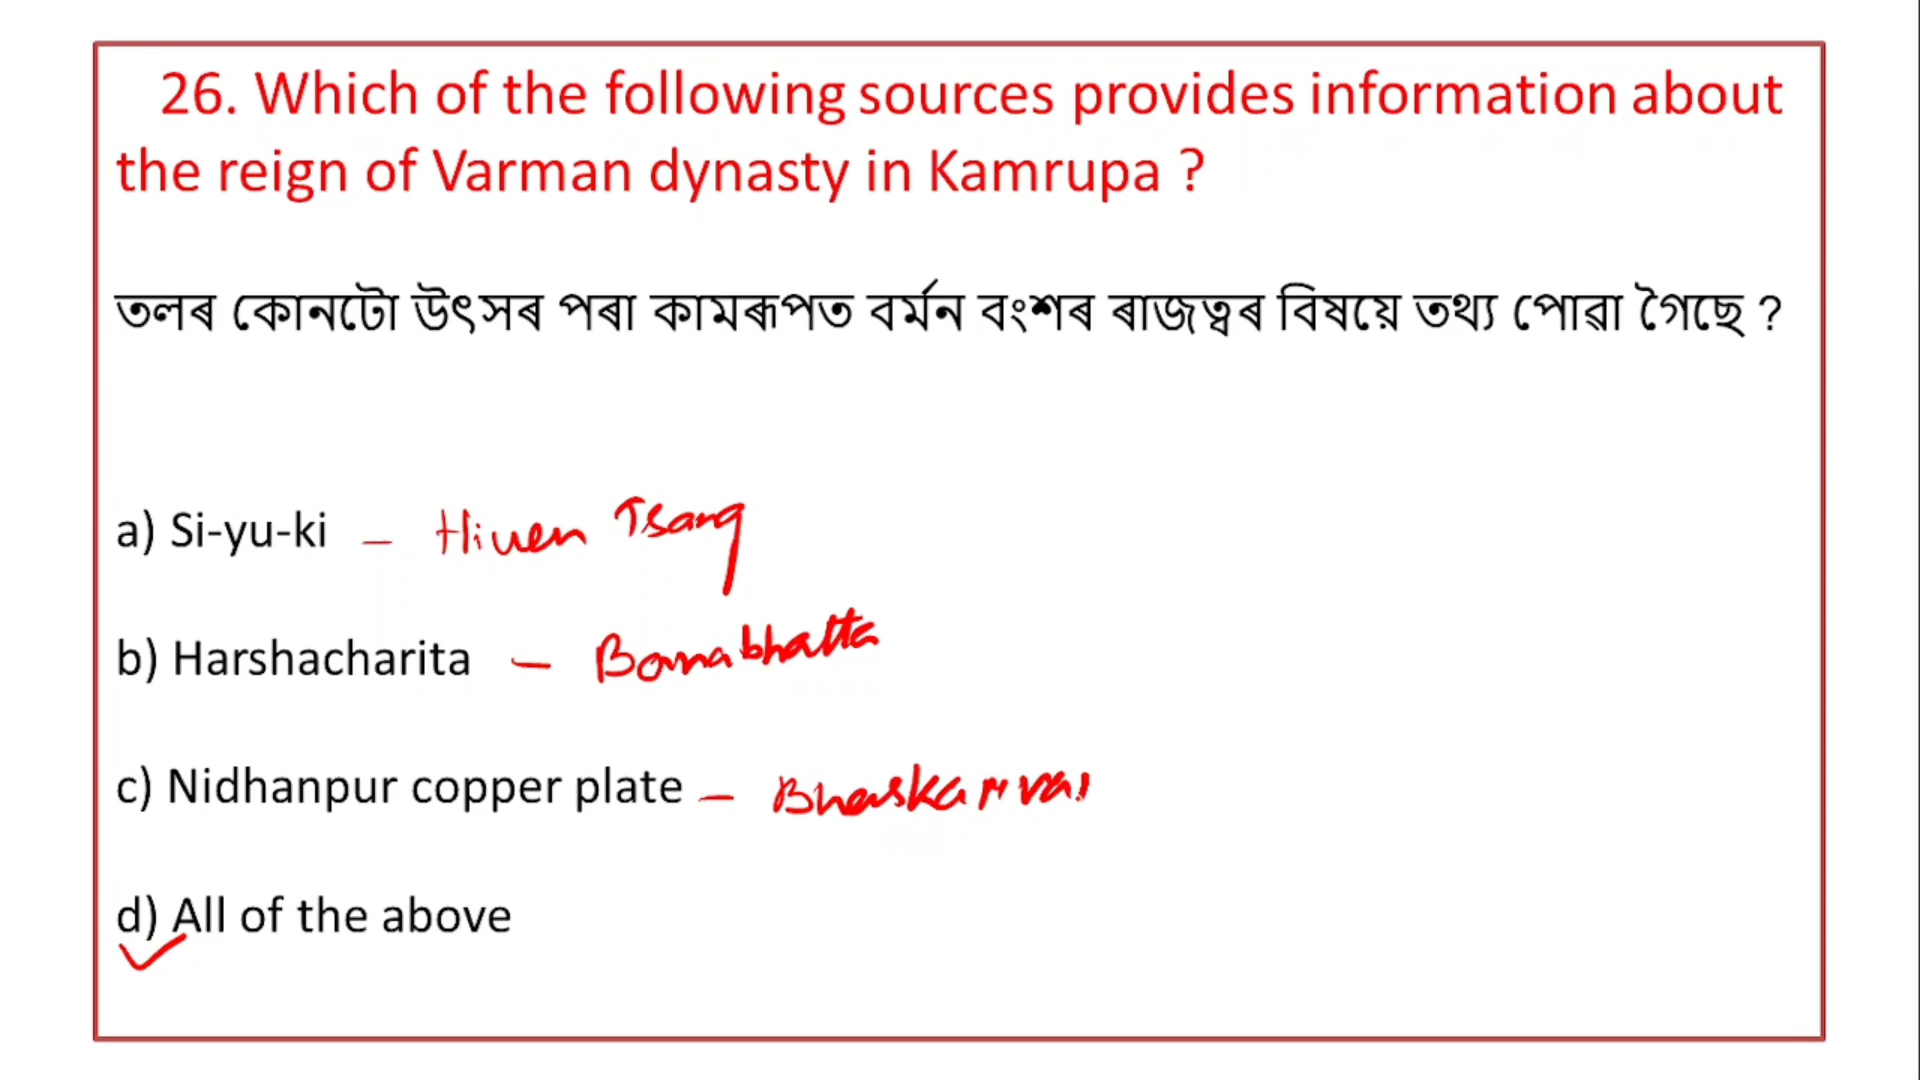 26. Which of the following sources provides information about
the reign of Varman dynasty in Kamrupa ?
তলৰ কোনটো উৎসৰ পৰা কামৰূপত বৰ্মন বংশৰ ৰাজত্বৰ বিষয়ে তথ্য পোৱা গৈছে ?
a) Si-yu-ki – Hiuen Tsang
b) Harshacharita – Banabhatta
c) Nidhanpur copper plate –
d) All of the above